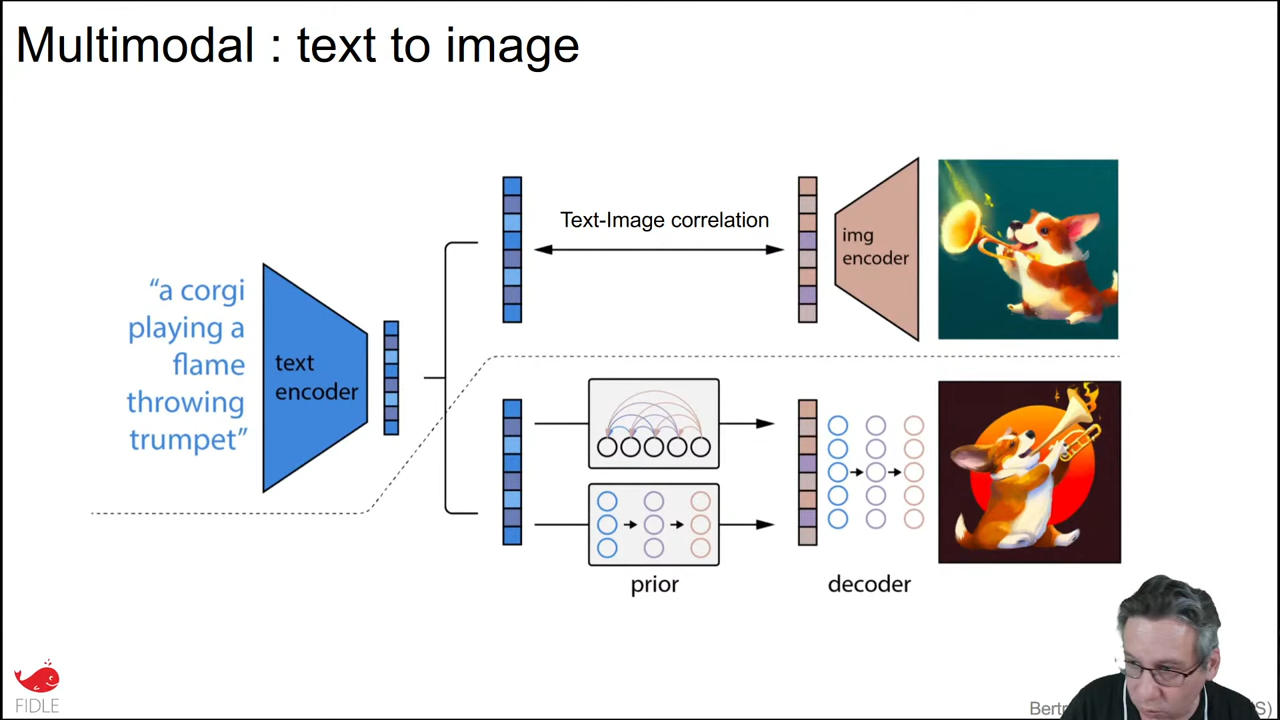 Multimodal : text to image
Text-Image correlation
img
encoder
“a corgi
playing a
flame
throwing
trumpet”
text
encoder
prior
decoder
FIDLE
S)